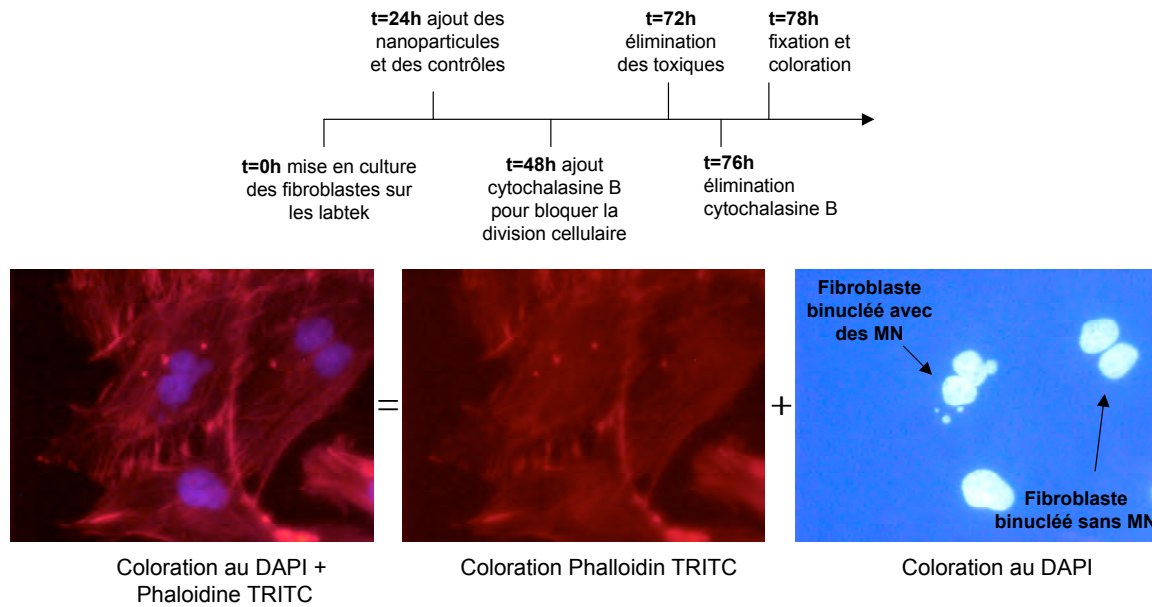 t=24h ajout des
nanoparticules
et des contrôles
t=72h
élimination
des toxiques
t=78h
fixation et
coloration
t=0h mise en culture
des fibroblastes sur
les labtek
t=48h ajout
cytochalasine B
pour bloquer la
division cellulaire
t=76h
élimination
cytochalasine B
=
+
Fibroblaste
binucléé avec
des MN
Fibroblaste
binucléé sans MN
Coloration au DAPI +
Phaloidine TRITC
Coloration Phalloidin TRITC
Coloration au DAPI